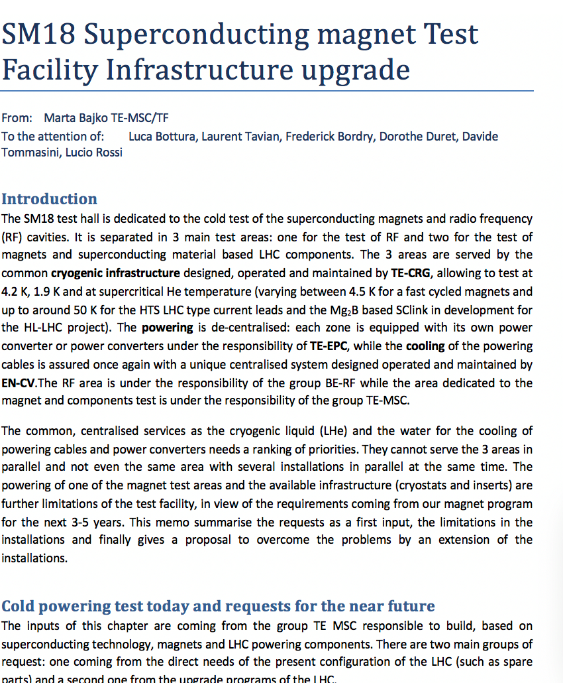 SM18 Superconducting magnet Test
Facility Infrastructure upgrade
From: Marta Bajko TE-MSC/TF
To the attention of: Luca Bottura, Laurent Tavian, Frederick Bordry, Dorothe Duret, Davide
Tommasini, Lucio Rossi
Introduction
The SM18 test hall is dedicated to the cold test of the superconducting magnets and radio frequency
(RF) cavities. It is separated in 3 main test areas: one for the test of RF and two for the test of
magnets and superconducting material based LHC components. The 3 areas are served by the
common cryogenic infrastructure designed, operated and maintained by TE-CRG, allowing to test at
4.2 K, 1.9 K and at supercritical He temperature (varying between 4.5 K for a fast cycled magnets and
up to around 50 K for the HTS LHC type current leads and the Mg₂B based SClink in development for
the HL-LHC project). The powering is de-centralised: each zone is equipped with its own power
converter or power converters under the responsibility of TE-EPC, while the cooling of the powering
cables is assured once again with a unique centralised system designed operated and maintained by
EN-CV.The RF area is under the responsibility of the group BE-RF while the area dedicated to the
magnet and components test is under the responsibility of the group TE-MSC.
The common, centralised services as the cryogenic liquid (LHe) and the water for the cooling of
powering cables and power converters needs a ranking of priorities. They cannot serve the 3 areas in
parallel and not even the same area with several installations in parallel at the same time. The
powering of one of the magnet test areas and the available infrastructure (cryostats and inserts) are
further limitations of the test facility, in view of the requirements coming from our magnet program
for the next 3-5 years. This memo summarise the requests as a first input, the limitations in the
installations and finally gives a proposal to overcome the problems by an extension of the
installations.
Cold powering test today and requests for the near future
The inputs of this chapter are coming from the group TE MSC responsible to build, based on
superconducting technology, magnets and LHC powering components. There are two main groups of
request: one coming from the direct needs of the present configuration of the LHC (such as spare
parts) and a second one from the upgrade programs of the LHC.